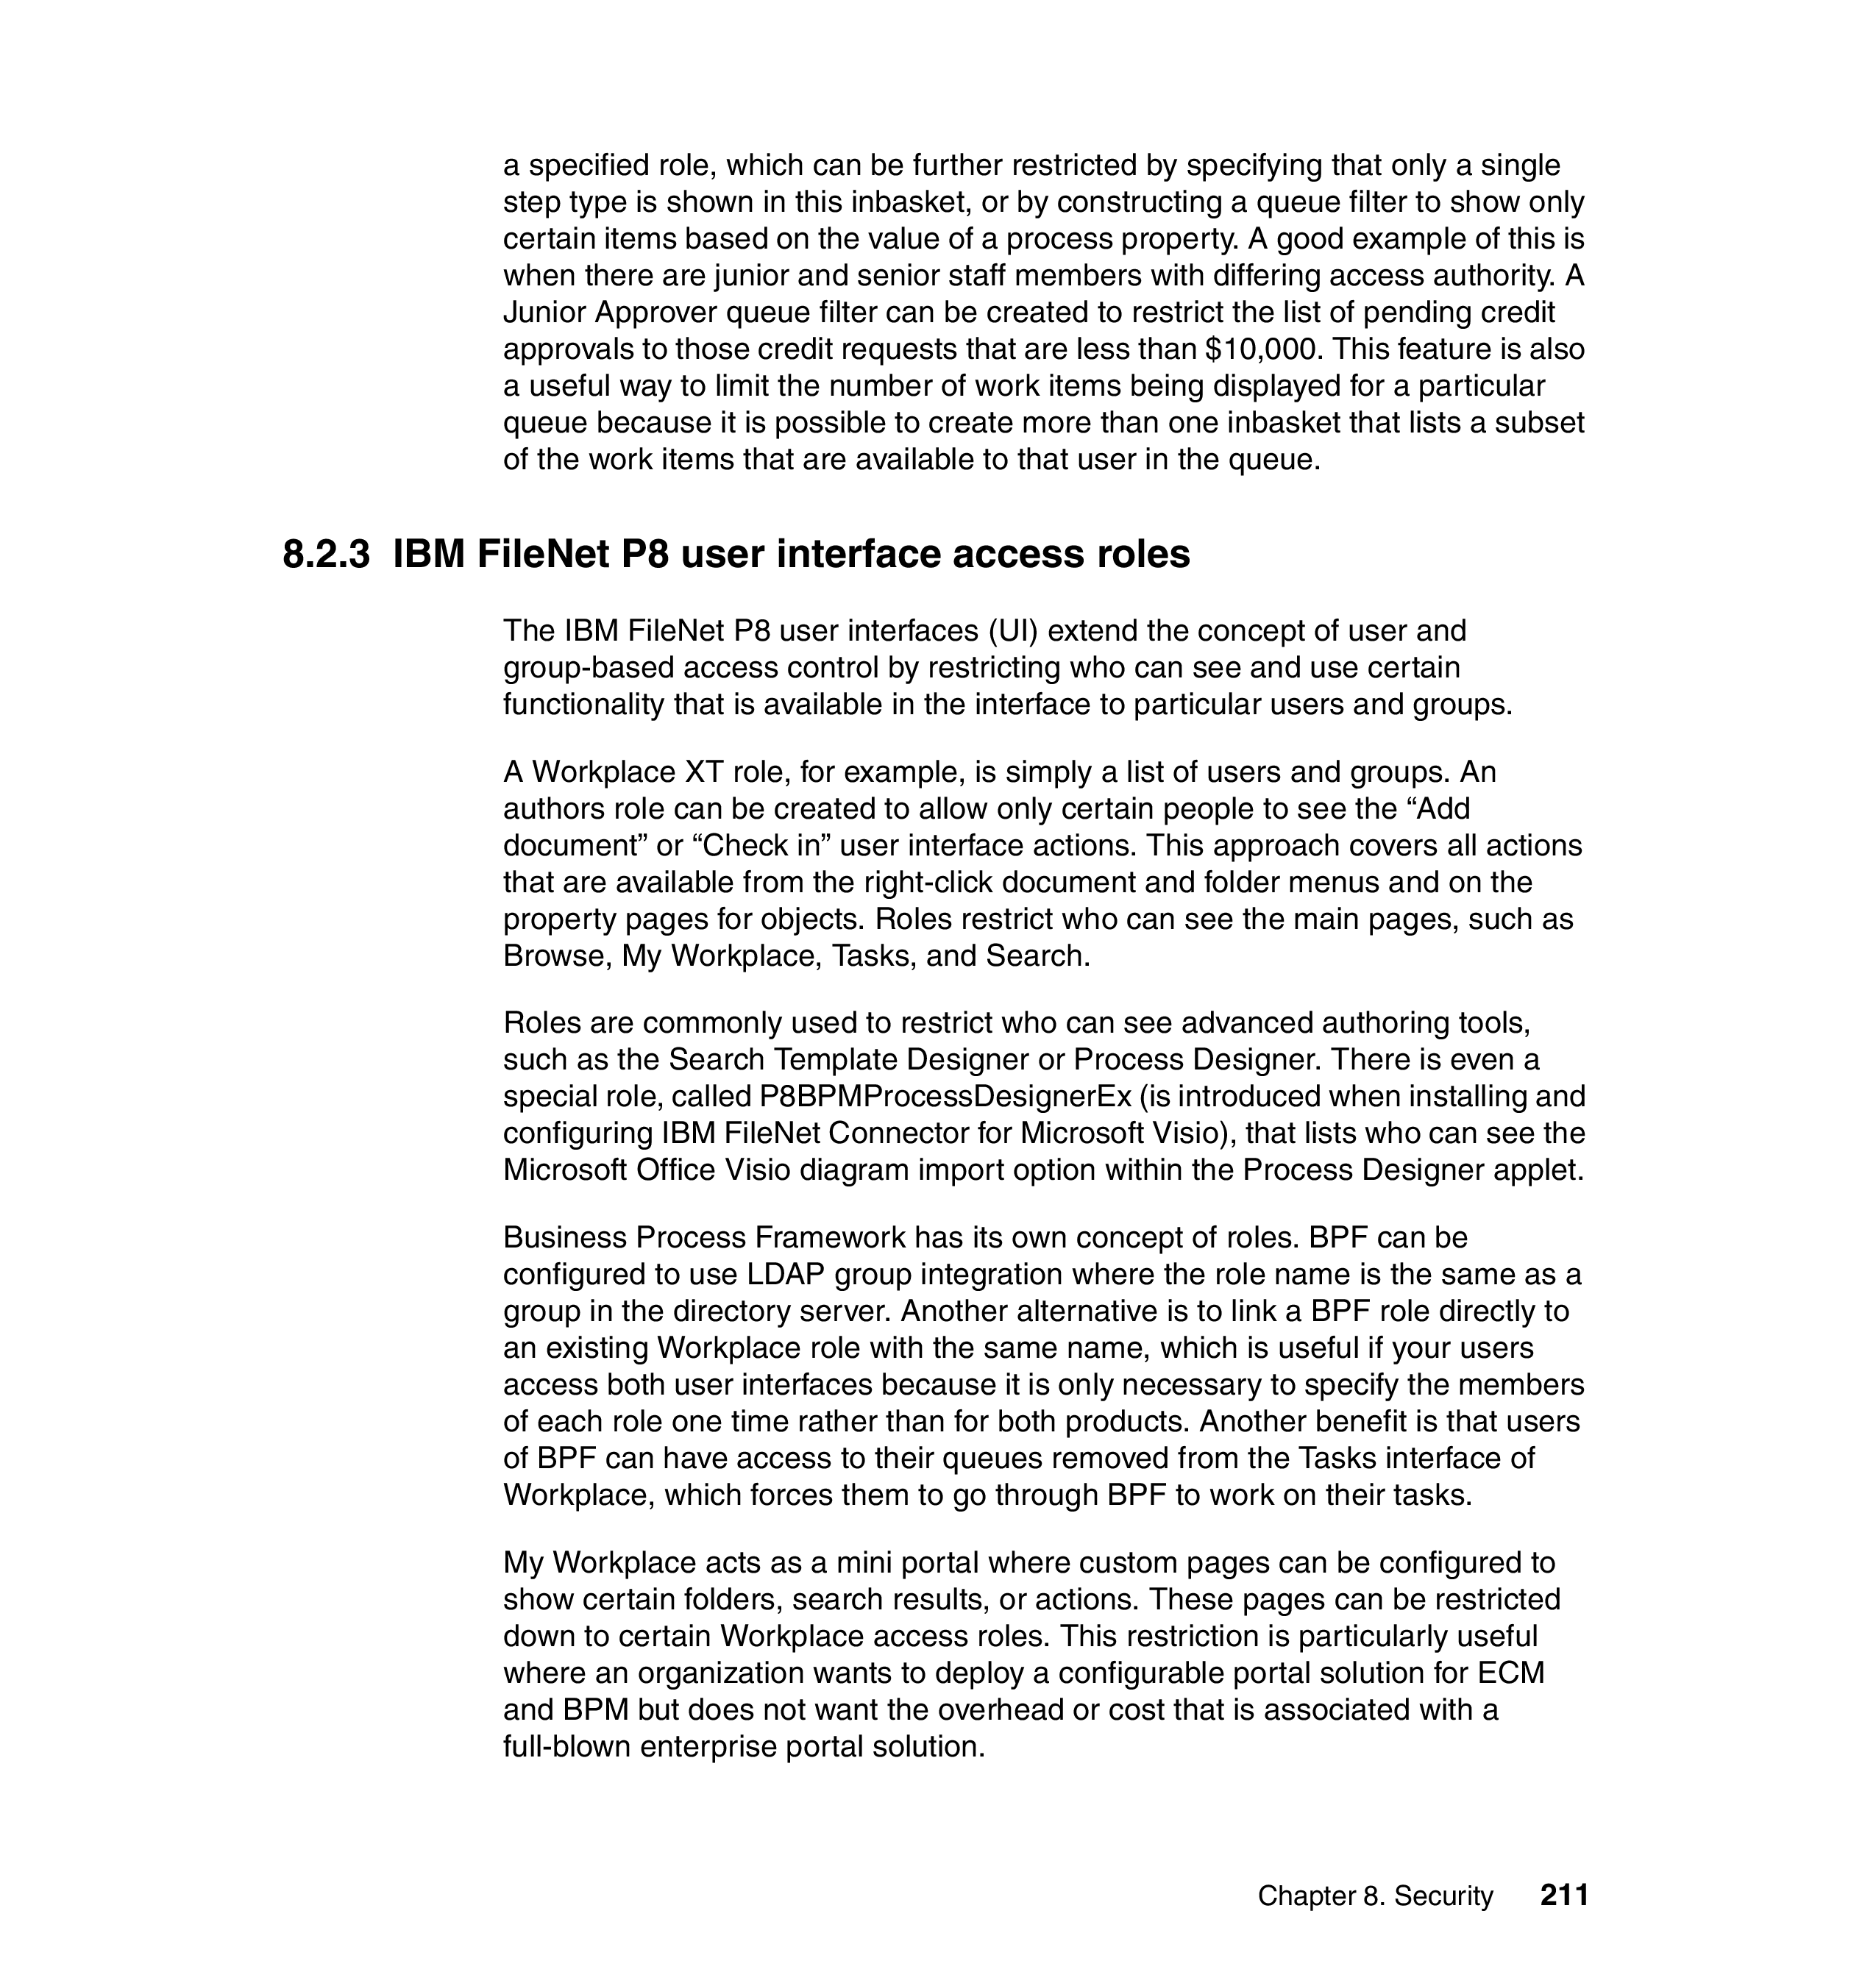 a specified role, which can be further restricted by specifying that only a single
step type is shown in this inbasket, or by constructing a queue filter to show only
certain items based on the value of a process property. A good example of this is
when there are junior and senior staff members with differing access authority. A
Junior Approver queue filter can be created to restrict the list of pending credit
approvals to those credit requests that are less than $10,000. This feature is also
a useful way to limit the number of work items being displayed for a particular
queue because it is possible to create more than one inbasket that lists a subset
of the work items that are available to that user in the queue.
8.2.3 IBM FileNet P8 user interface access roles
The IBM FileNet P8 user interfaces (UI) extend the concept of user and
group-based access control by restricting who can see and use certain
functionality that is available in the interface to particular users and groups.
A Workplace XT role, for example, is simply a list of users and groups. An
authors role can be created to allow only certain people to see the “Add
document” or “Check in” user interface actions. This approach covers all actions
that are available from the right-click document and folder menus and on the
property pages for objects. Roles restrict who can see the main pages, such as
Browse, My Workplace, Tasks, and Search.
Roles are commonly used to restrict who can see advanced authoring tools,
such as the Search Template Designer or Process Designer. There is even a
special role, called P8BPMProcessDesignerEx (is introduced when installing and
configuring IBM FileNet Connector for Microsoft Visio), that lists who can see the
Microsoft Office Visio diagram import option within the Process Designer applet.
Business Process Framework has its own concept of roles. BPF can be
configured to use LDAP group integration where the role name is the same as a
group in the directory server. Another alternative is to link a BPF role directly to
an existing Workplace role with the same name, which is useful if your users
access both user interfaces because it is only necessary to specify the members
of each role one time rather than for both products. Another benefit is that users
of BPF can have access to their queues removed from the Tasks interface of
Workplace, which forces them to go through BPF to work on their tasks.
My Workplace acts as a mini portal where custom pages can be configured to
show certain folders, search results, or actions. These pages can be restricted
down to certain Workplace access roles. This restriction is particularly useful
where an organization wants to deploy a configurable portal solution for ECM
and BPM but does not want the overhead or cost that is associated with a
full-blown enterprise portal solution.
Chapter 8. Security 211